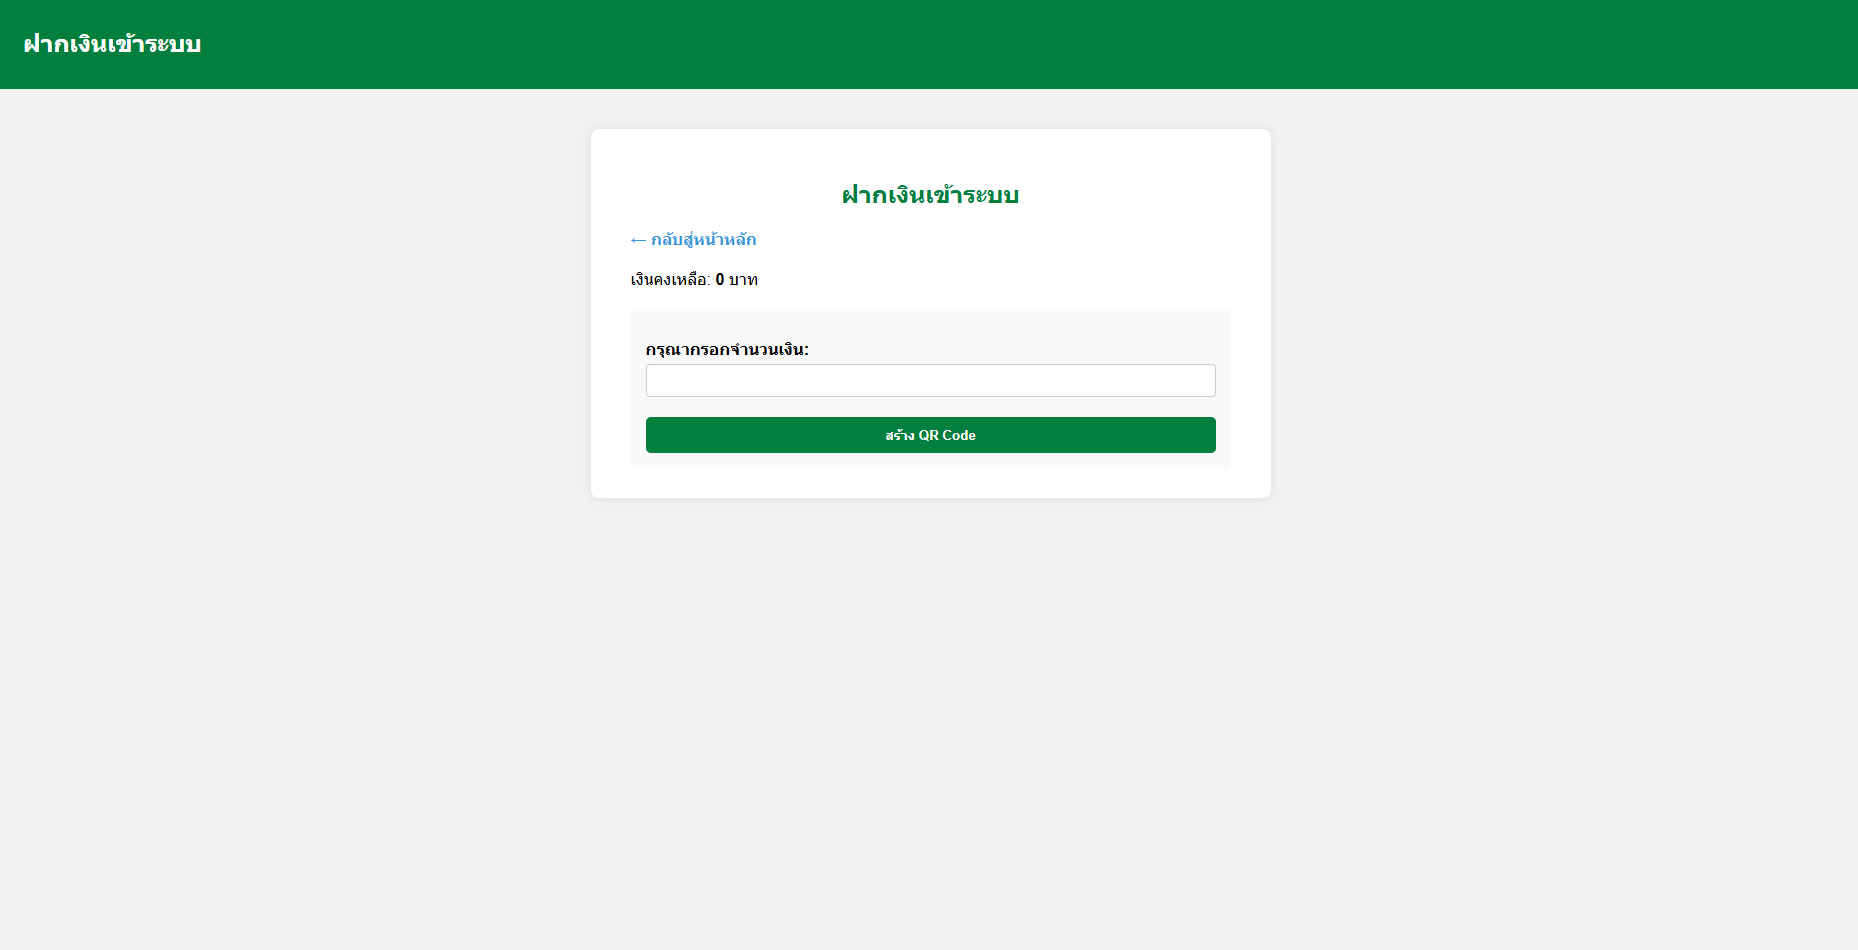 ฝากเงินเข้าระบบ
ฝากเงินเข้าระบบ
← กลับสู่หน้าหลัก
เงินคงเหลือ: 0 บาท
กรุณากรอกจำนวนเงิน:
สร้าง QR Code